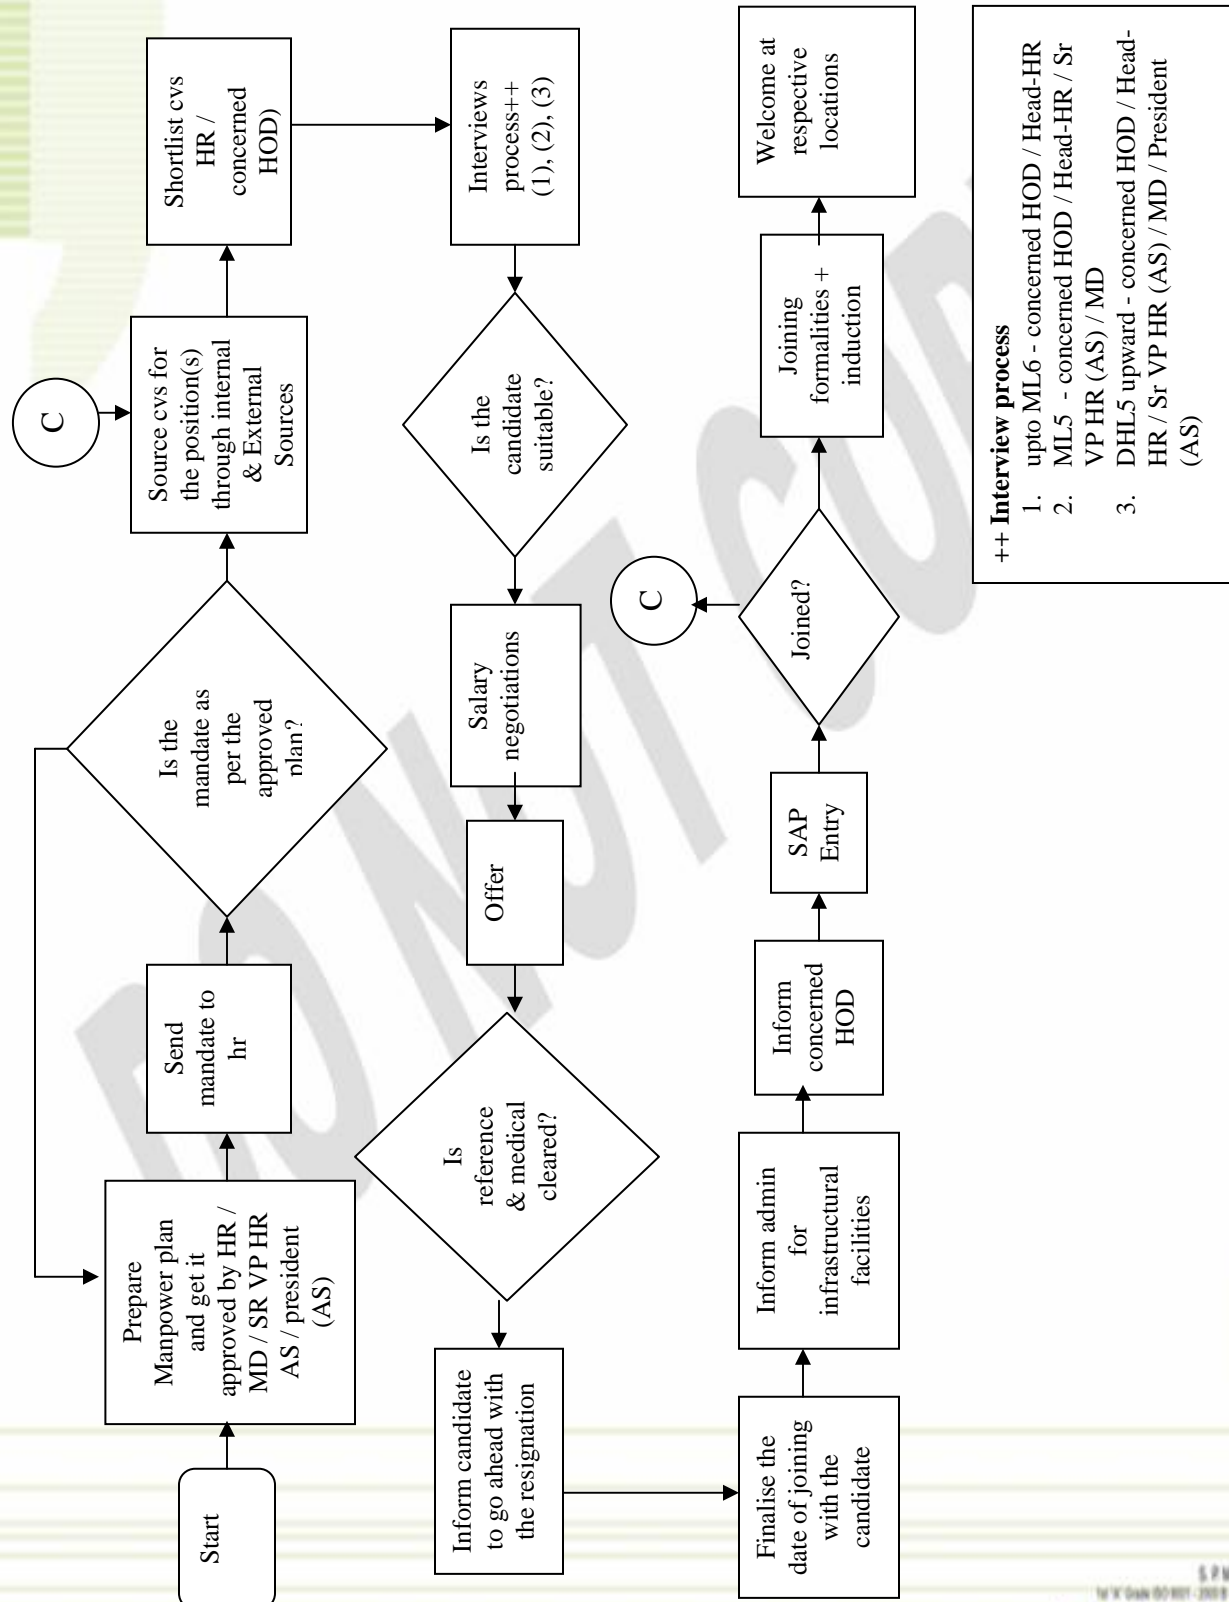 Start
Prepare
Manpower plan
and get it
approved by HR /
MD / SR VP HR
AS / president
(AS)
Send
mandate to
hr
Is the
mandate as
per the
approved
plan?
C
Source cvs for
the position(s)
through internal
& External
Sources
Shortlist cvs
HR /
concerned
HOD)
Interviews
process++
(1), (2), (3)
Is the
candidate
suitable?
Salary
negotiations
Offer
Is
reference
& medical
cleared?
Inform candidate
to go ahead with
the resignation
Finalise the
date of joining
with the
candidate
Inform admin
for
infrastructural
facilities
Inform
concerned
HOD
SAP
Entry
Joined?
C
Joining
formalities +
induction
Welcome at
respective
locations
++ Interview process
1. upto ML6 - concerned HOD / Head-HR
2. ML5 - concerned HOD / Head-HR / Sr
VP HR (AS) / MD
3. DHL5 upward - concerned HOD / Head-
HR / Sr VP HR (AS) / MD / President
(AS)
DO NOT COP